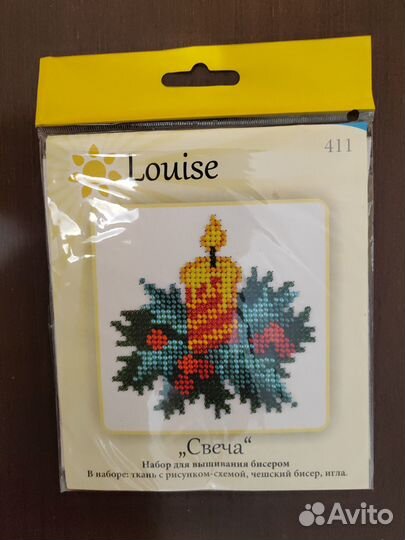 Louise
411
„Свеча“
Набор для вышивания бисером
В наборе: ткань с рисунком-схемой, чешский бисер, игла.
Avito